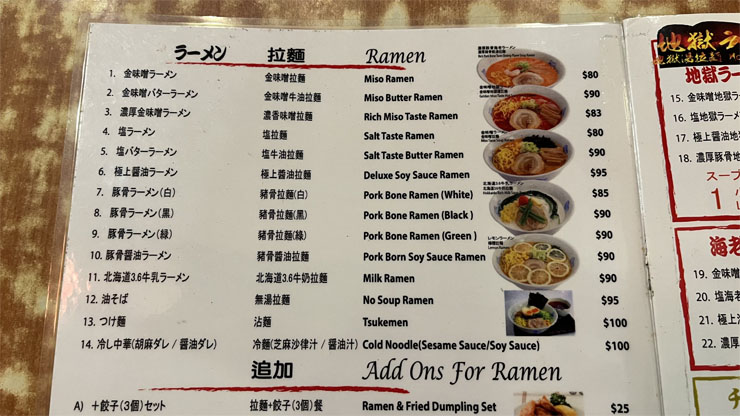 ラーメン 拉麵 Ramen
1. 金味噌ラーメン 金味噌拉麵 Miso Ramen $80
2. 金味噌バターラーメン 金味噌牛油拉麵 Miso Butter Ramen $90
3. 濃厚金味噌ラーメン 濃香味噌拉麵 Rich Miso Taste Ramen $83
4. 塩ラーメン 塩拉麵 Salt Taste Ramen $80
5. 塩バターラーメン 塩牛油拉麵 Salt Taste Butter Ramen $90
6. 極上醤油ラーメン 極上醬油拉麵 Deluxe Soy Sauce Ramen $95
7. 豚骨ラーメン(白) 豬骨拉麵(白) Pork Bone Ramen (White) $85
8. 豚骨ラーメン(黒) 豬骨拉麵(黑) Pork Bone Ramen (Black ) $90
9. 豚骨ラーメン(緑) 豬骨拉麵(綠) Pork Bone Ramen (Green ) $90
10. 豚骨醤油ラーメン 豬骨醬油拉麵 Pork Born Soy Sauce Ramen $90
11. 北海道3.6牛乳ラーメン 北海道3.6牛奶拉麵 Milk Ramen $90
12. 油そば 無湯拉麵 No Soup Ramen $95
13. つけ麵 沾麵 Tsukemen $100
14. 冷し中華(胡麻ダレ / 醤油ダレ) 冷麵(芝麻沙律汁 / 醬油汁) Cold Noodle(Sesame Sauce/Soy Sauce) $100
追加 Add Ons For Ramen
A) +餃子(3個)セット 拉麵+餃子(3個)餐 Ramen & Fried Dumpling Set $25
レモンラーメン
Lemon Ramen
地獄ラー
15. 金味噌地獄ラ
16. 塩地獄ラー
17. 極上醤油地
18. 濃厚豚骨地
スープ
1
海老
19. 金味噌
20. 塩海老
21. 極上
22. 濃厚